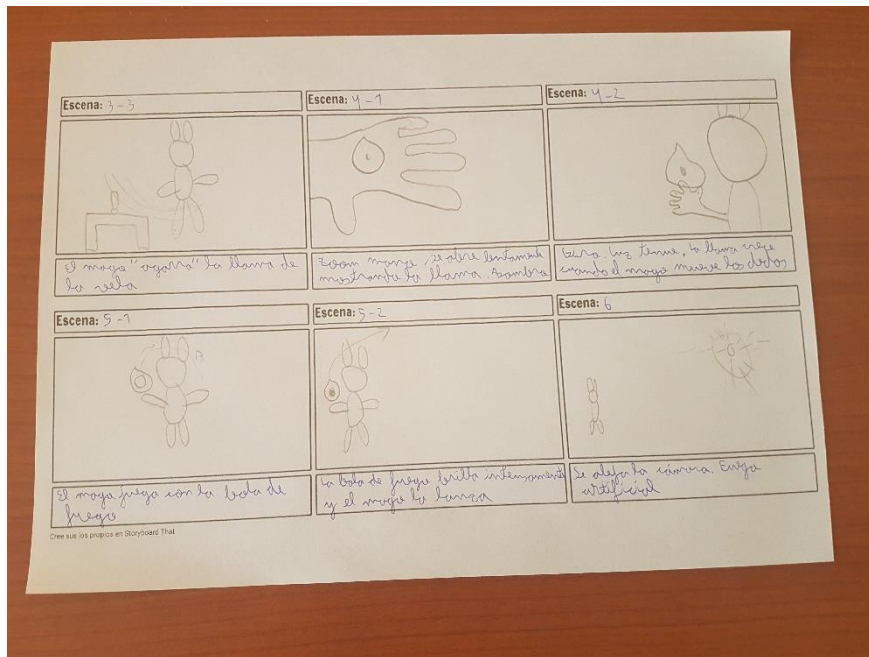 Escena: 3-3
Escena: 4-1
Escena: 4-2
El mago "agarra" la llama de
la vela
Zoom mango, se abre lentamente
mostrando la llama. Asombra
luz tenue, la llama crece
cuando el mago mueve los dedos
Escena: 5-1
Escena: 5-2
Escena: 6
El mago juega con la bola de
fuego
La bola de fuego brilla intensamente
y el mago la lanza
Se aleja la cámara.
artificial
Cree sus los propios en Storyboard That